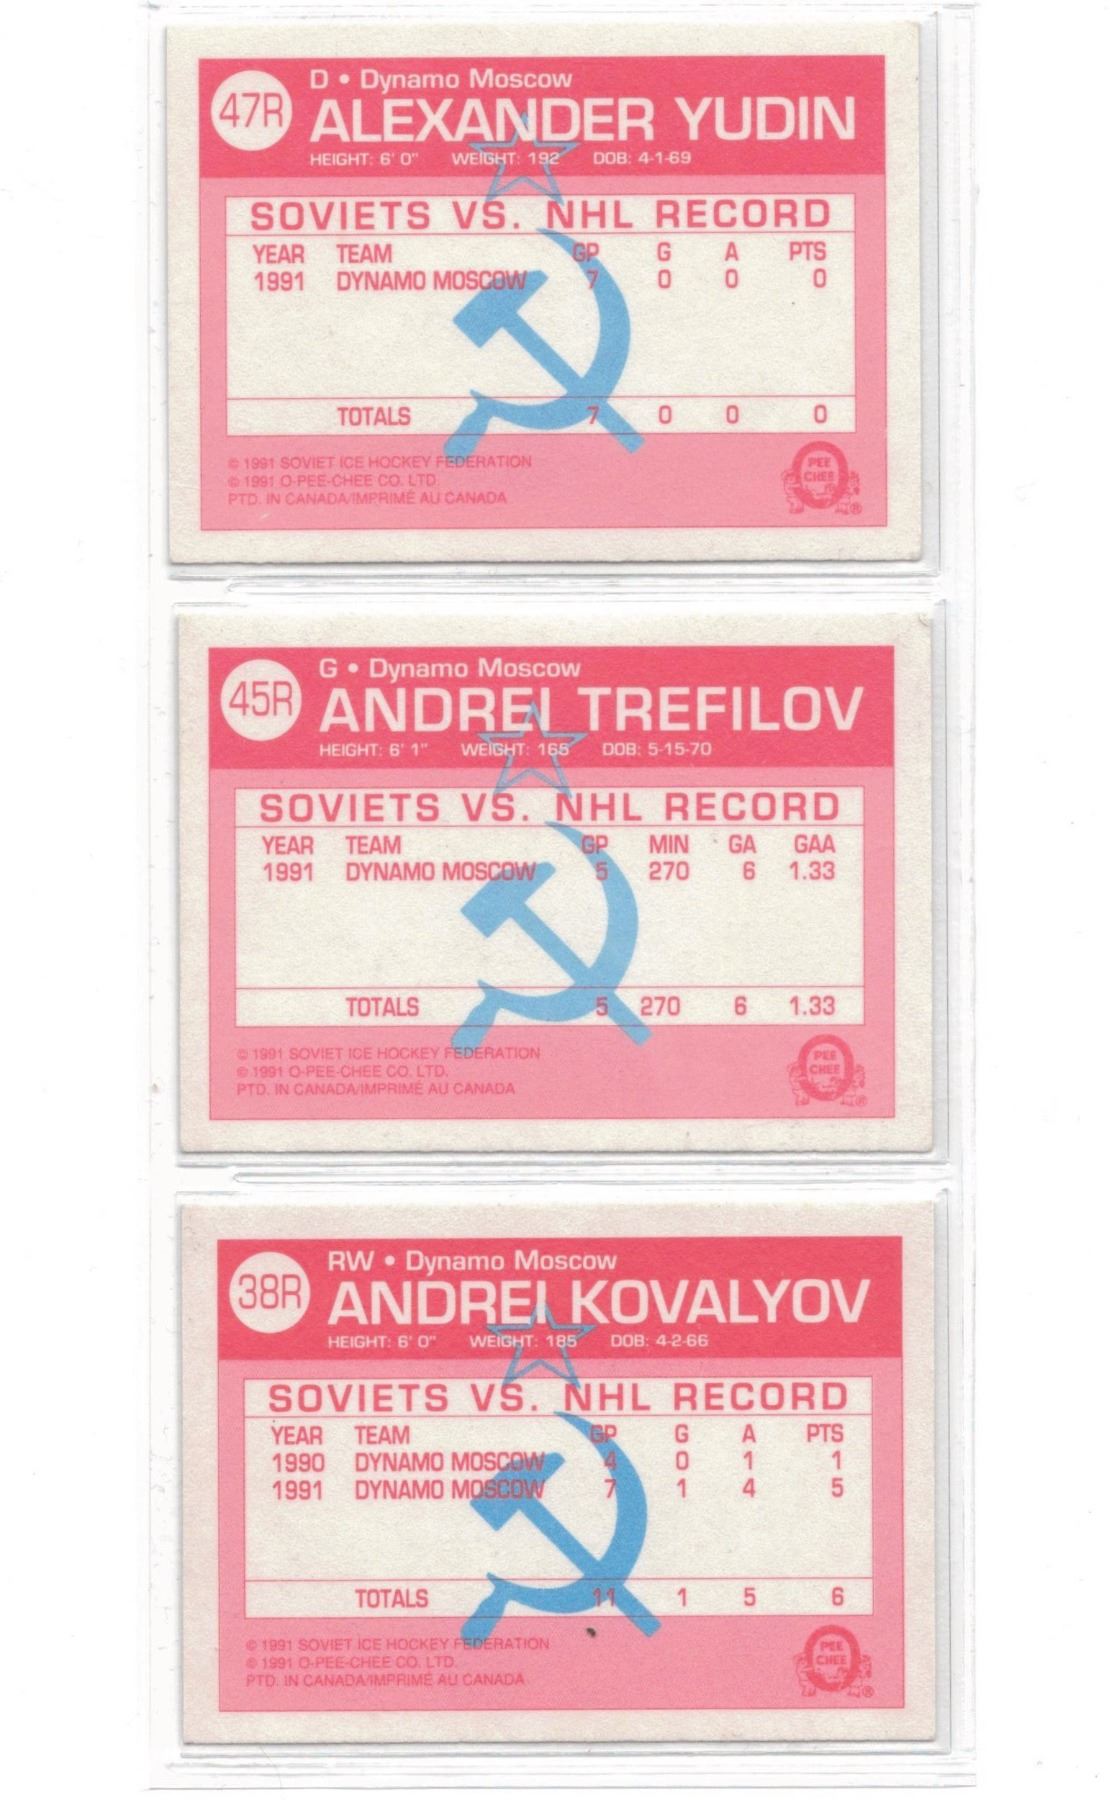 47R
D • Dynamo Moscow
ALEXANDER YUDIN
HEIGHT: 6' 0" WEIGHT: 192 DOB: 4-1-69
SOVIETS VS. NHL RECORD
YEAR TEAM GP G A PTS
1991 DYNAMO MOSCOW 7 0 0 0
TOTALS 7 0 0 0
© 1991 SOVIET ICE HOCKEY FEDERATION
© 1991 O-PEE-CHEE CO. LTD.
PTD. IN CANADA/IMPRIMÉ AU CANADA
O PEE CHEE ®
45R
G • Dynamo Moscow
ANDREI TREFILOV
HEIGHT: 6' 1" WEIGHT: 165 DOB: 5-15-70
SOVIETS VS. NHL RECORD
YEAR TEAM GP MIN GA GAA
1991 DYNAMO MOSCOW 5 270 6 1.33
TOTALS 5 270 6 1.33
© 1991 SOVIET ICE HOCKEY FEDERATION
© 1991 O-PEE-CHEE CO. LTD.
PTD. IN CANADA/IMPRIMÉ AU CANADA
O PEE CHEE ®
38R
RW • Dynamo Moscow
ANDREI KOVALYOV
HEIGHT: 6' 0" WEIGHT: 185 DOB: 4-2-66
SOVIETS VS. NHL RECORD
YEAR TEAM GP G A PTS
1990 DYNAMO MOSCOW 4 0 1 1
1991 DYNAMO MOSCOW 7 1 4 5
TOTALS 11 1 5 6
© 1991 SOVIET ICE HOCKEY FEDERATION
© 1991 O-PEE-CHEE CO. LTD.
PTD. IN CANADA/IMPRIMÉ AU CANADA
O PEE CHEE ®